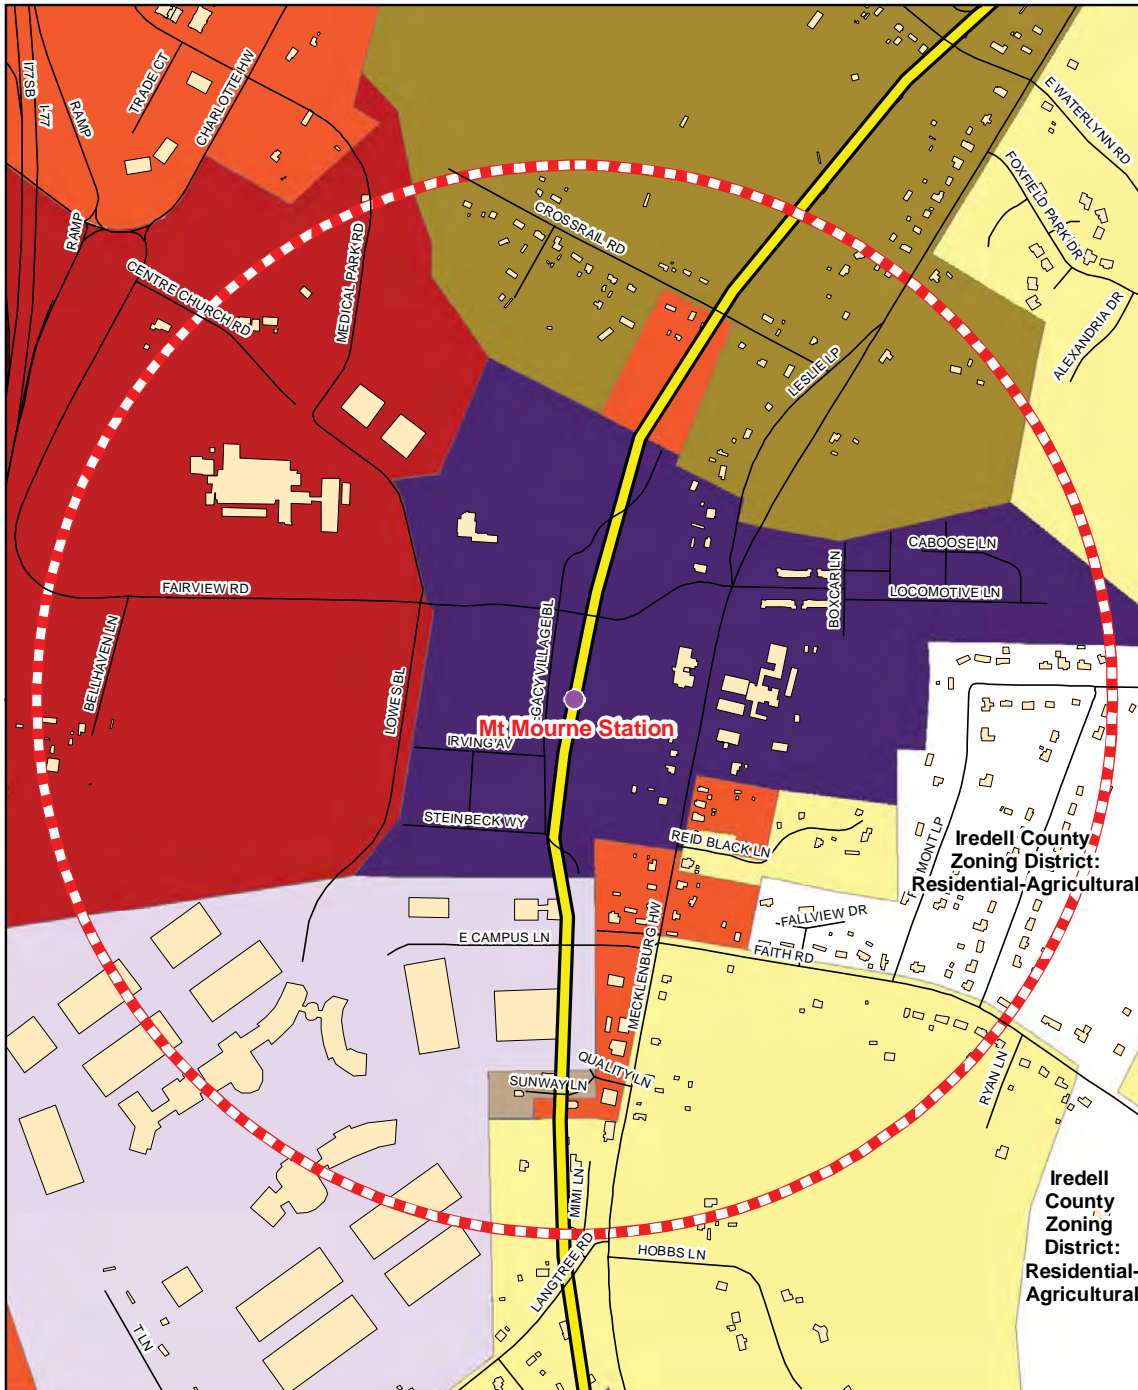 I-77 SB
I-77
RAMP
TRADE CT
CHARLOTTE HW
E WATERLYNN RD
FOXFIELD PARK DR
ALEXANDRIA DR
RAMP
CENTRE CHURCH RD
MEDICAL PARK RD
CROSSRAIL RD
LESLIE LP
CABOOSE LN
LOCOMOTIVE LN
BOXCAR LN
FAIRVIEW RD
BELLHAVEN LN
LOWES BL
GACY VILLAGE BL
Mt Mourne Station
IRVING AV
STEINBECK WY
REID BLACK LN
MONT LP
Iredell County
Zoning District:
Residential-Agricultural
FALLVIEW DR
FAITH RD
E CAMPUS LN
MECKLENBURG HW
QUALITY LN
SUNWAY LN
RYAN LN
MIMI LN
LANGTREE RD
HOBBS LN
T LN
Iredell
County
Zoning
District:
Residential-
Agricultural